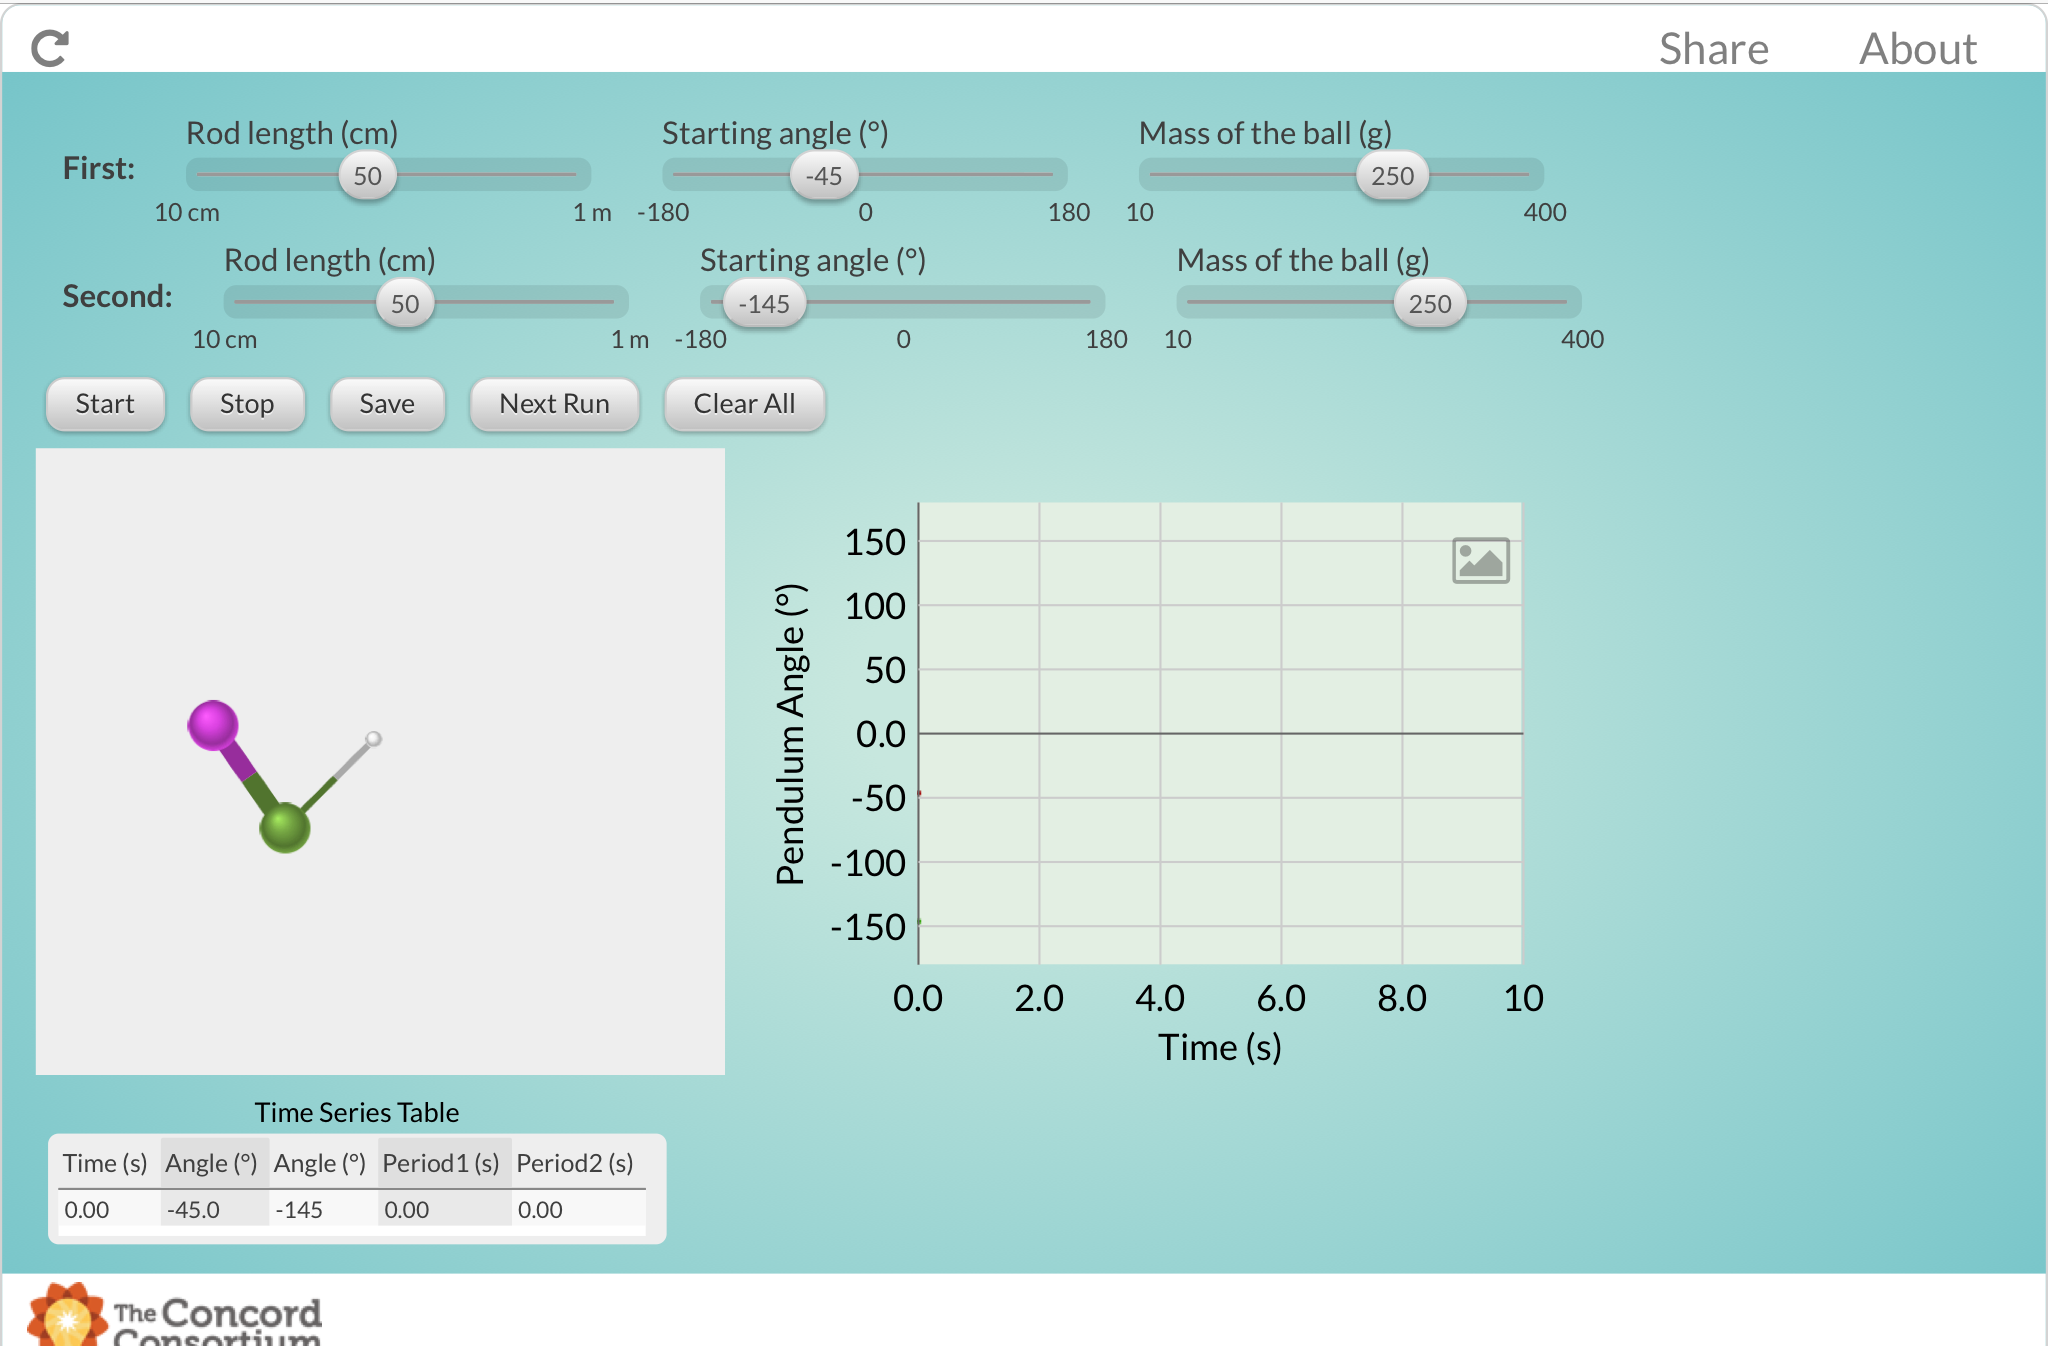 Share About
Rod length (cm) Starting angle (°) Mass of the ball (g)
First: 50 -45 250
10 cm 1 m -180 0 180 10 400
Rod length (cm) Starting angle (°) Mass of the ball (g)
Second: 50 -145 250
10 cm 1 m -180 0 180 10 400
Start Stop Save Next Run Clear All
150
100
50
0.0
-50
-100
-150
Pendulum Angle (°)
0.0 2.0 4.0 6.0 8.0 10
Time (s)
Time Series Table
Time (s) Angle (°) Angle (°) Period1 (s) Period2 (s)
0.00 -45.0 -145 0.00 0.00
The Concord
Consortium